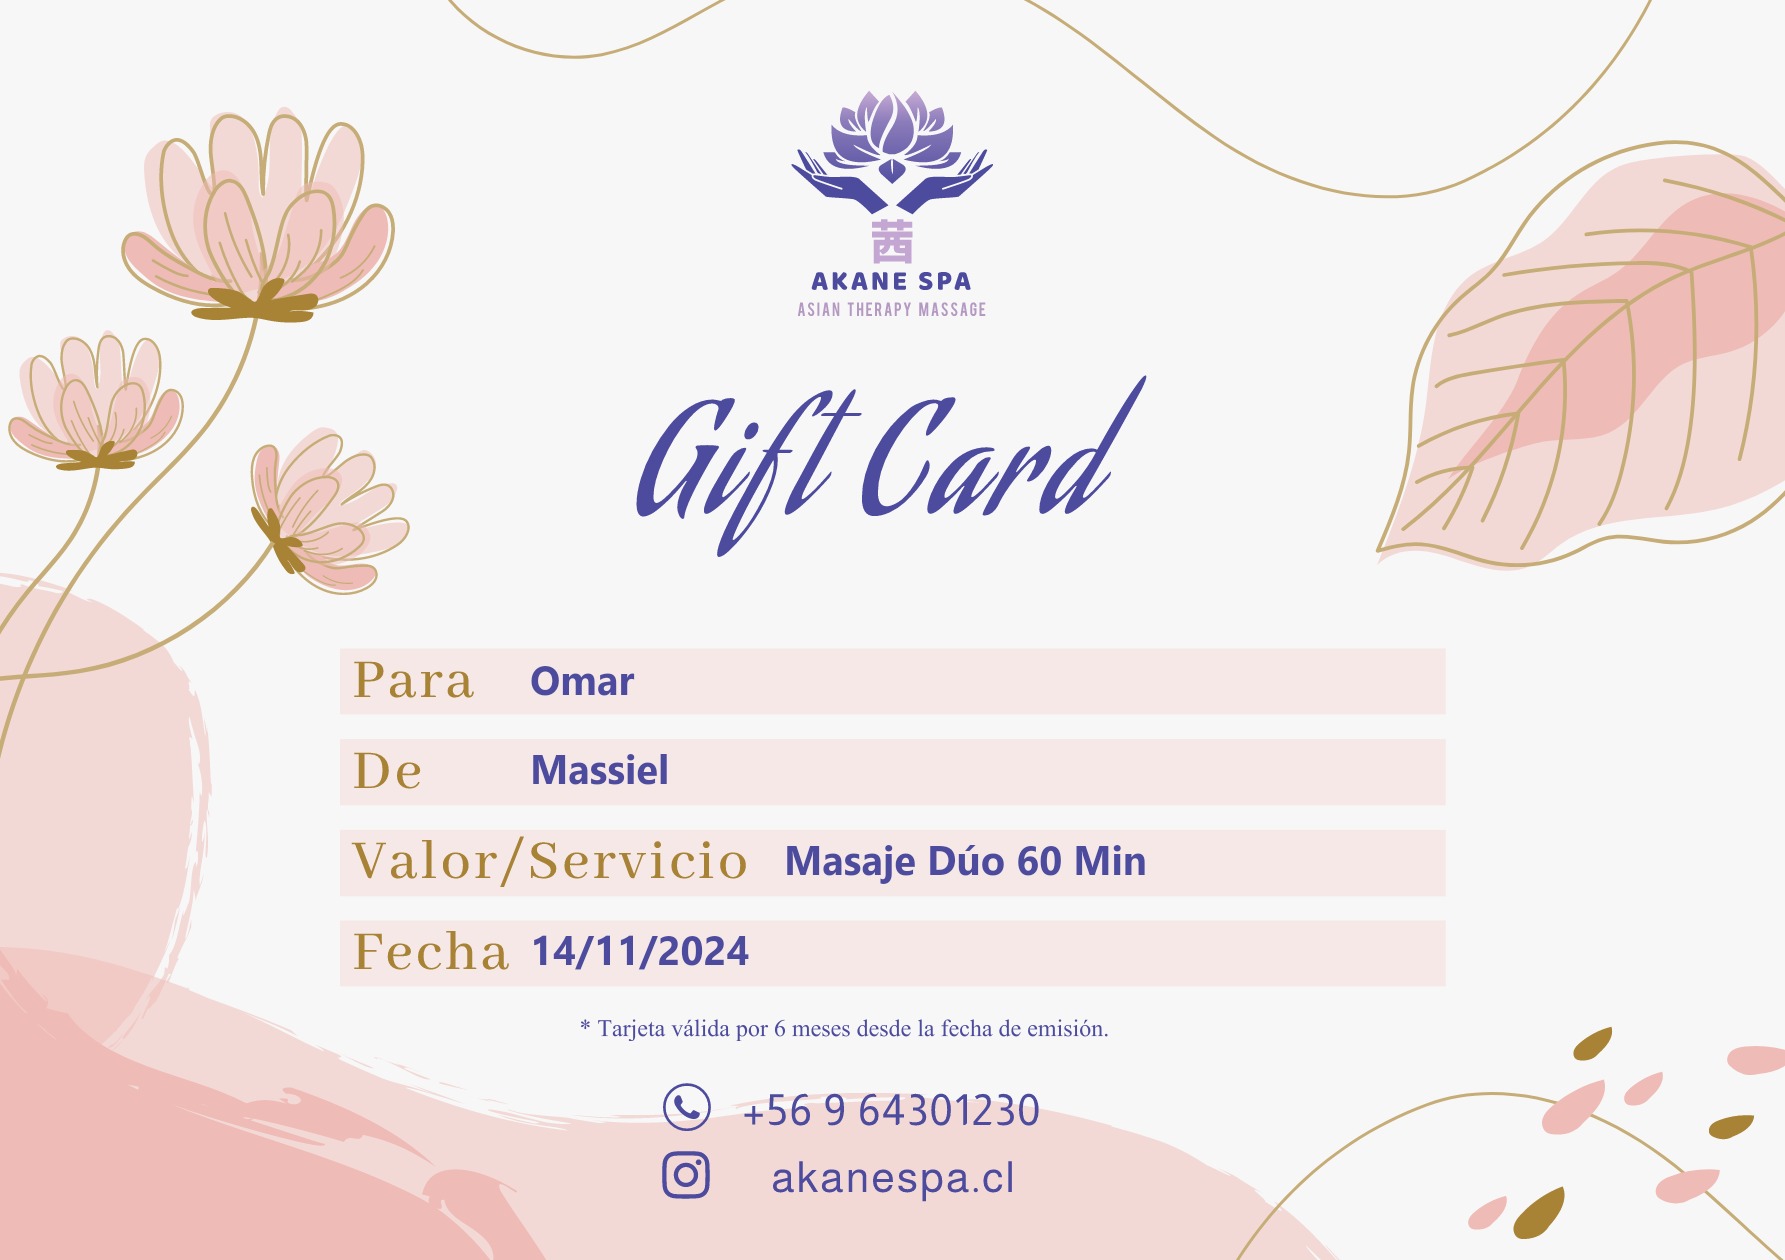 茜
AKANE SPA
ASIAN THERAPY MASSAGE
Gift Card
Para Omar
De Massiel
Valor/Servicio Masaje Dúo 60 Min
Fecha 14/11/2024
* Tarjeta válida por 6 meses desde la fecha de emisión.
+56 9 64301230
akanespa.cl